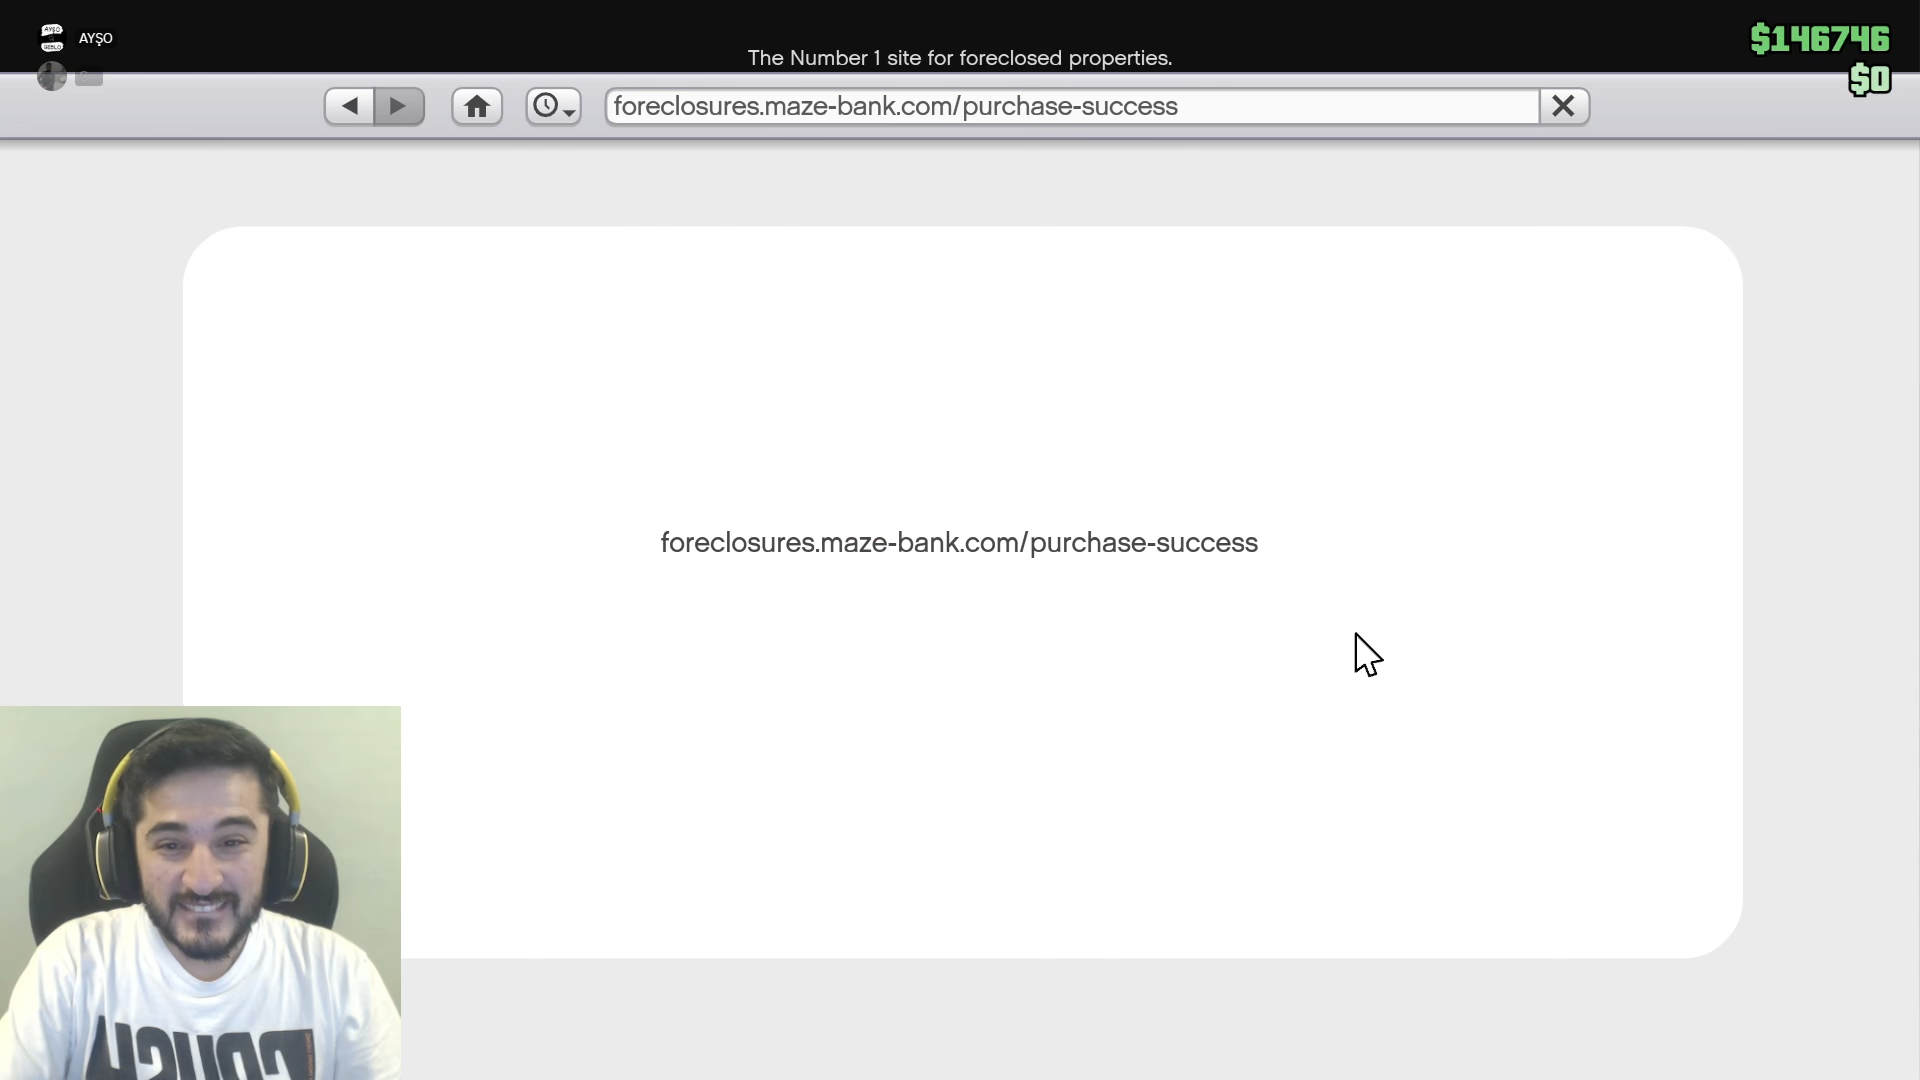 AYŞO
The Number 1 site for foreclosed properties.
$146746
$0
foreclosures.maze-bank.com/purchase-success
foreclosures.maze-bank.com/purchase-success